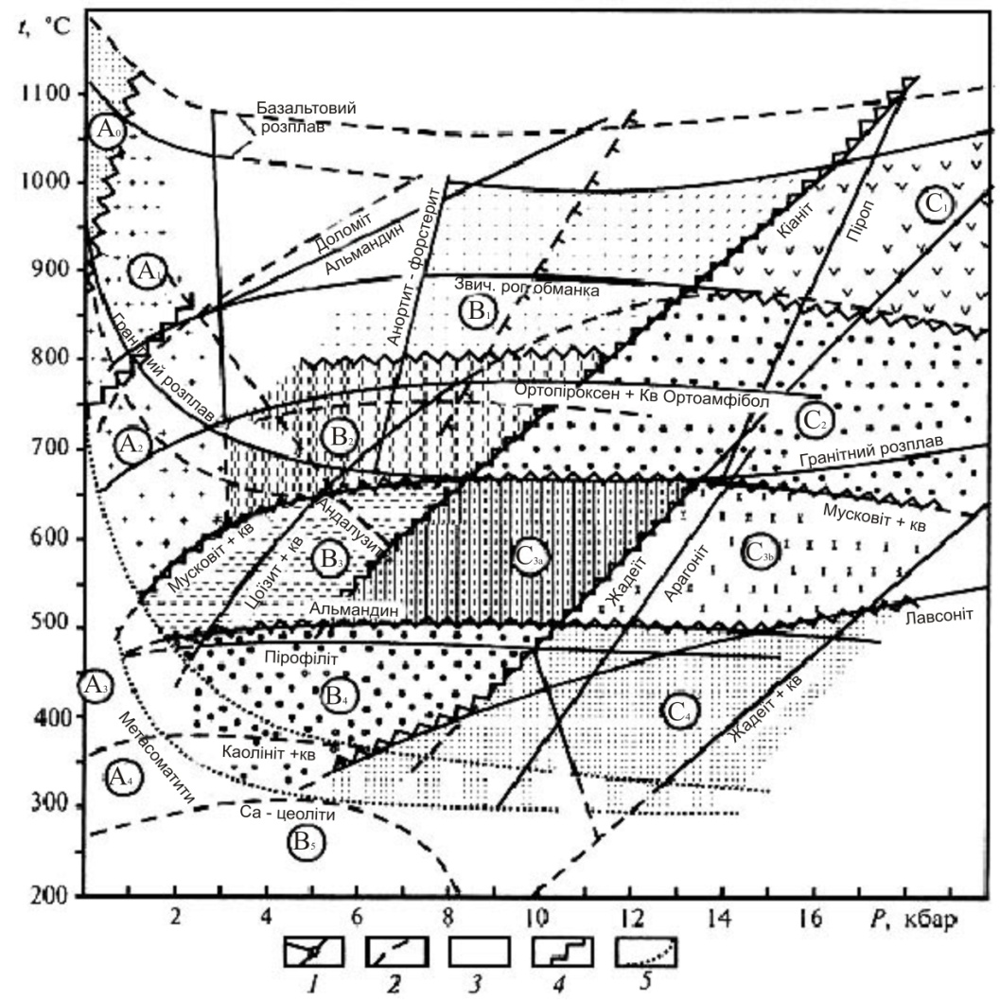 t, °C
1100
1000
900
800
700
600
500
400
300
200
2
4
6
8
10
12
14
16
P, кбар
Базальтовий
розплав
A₀
A₁
A₂
A₃
A₄
B₁
B₂
B₃
B₄
B₅
C₁
C₂
C₃ₐ
C₃b
C₄
Доломіт
Альмандин
Анортит - форстерит
Кіаніт
Піроп
Звич. рог обманка
Гранітний розплав
Ортопіроксен + Кв Ортоамфібол
Гранітний розплав
Мусковіт + кв
Андалузит
Мусковіт + кв
Цоїзит + кв
Жадеїт
Арагоніт
Альмандин
Лавсоніт
Пірофіліт
Жадеїт + кв
Каолініт +кв
Метасоматити
Ca - цеоліти
1
2
3
4
5